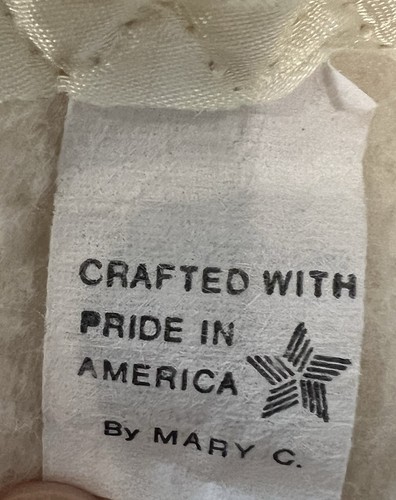 CRAFTED WITH
PRIDE IN
AMERICA
By MARY C.